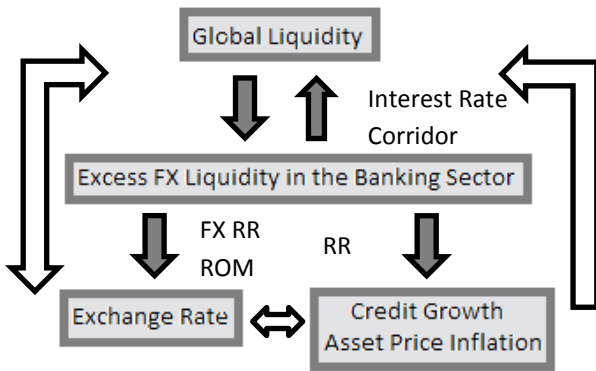 Global Liquidity
Interest Rate
Corridor
Excess FX Liquidity in the Banking Sector
FX RR
ROM
RR
Exchange Rate
Credit Growth
Asset Price Inflation